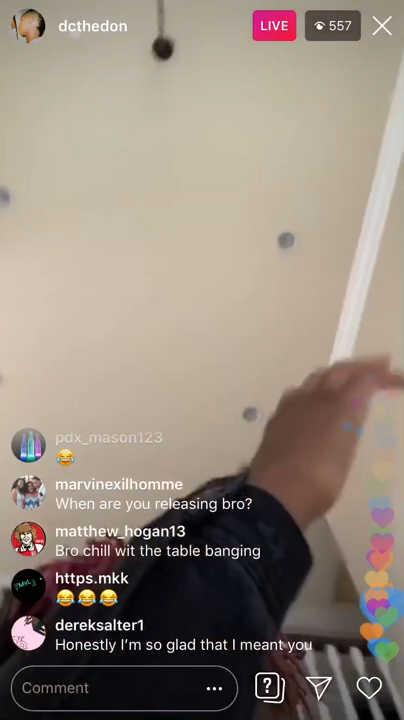 dcthedon
LIVE
557
pdx_mason123
😂
marvinexilhomme
When are you releasing bro?
matthew_hogan13
Bro chill wit the table banging
https.mkk
😂😂😂
dereksalter1
Honestly I’m so glad that I meant you
Comment